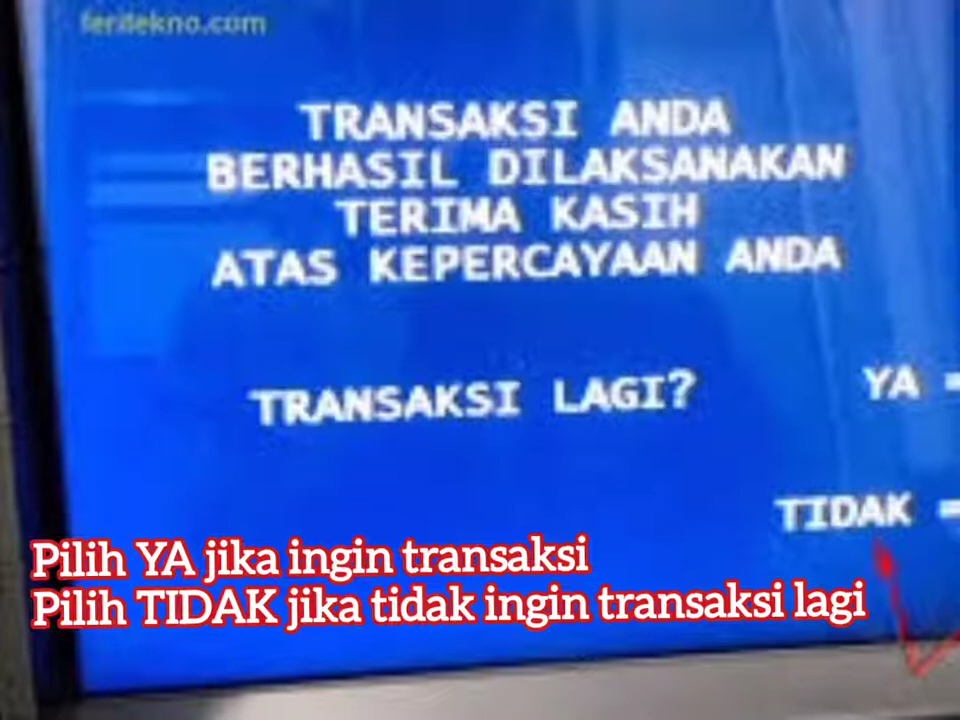 feritekno.com
TRANSAKSI ANDA
BERHASIL DILAKSANAKAN
TERIMA KASIH
ATAS KEPERCAYAAN ANDA
TRANSAKSI LAGI? YA =
TIDAK =
Pilih YA jika ingin transaksi
Pilih TIDAK jika tidak ingin transaksi lagi